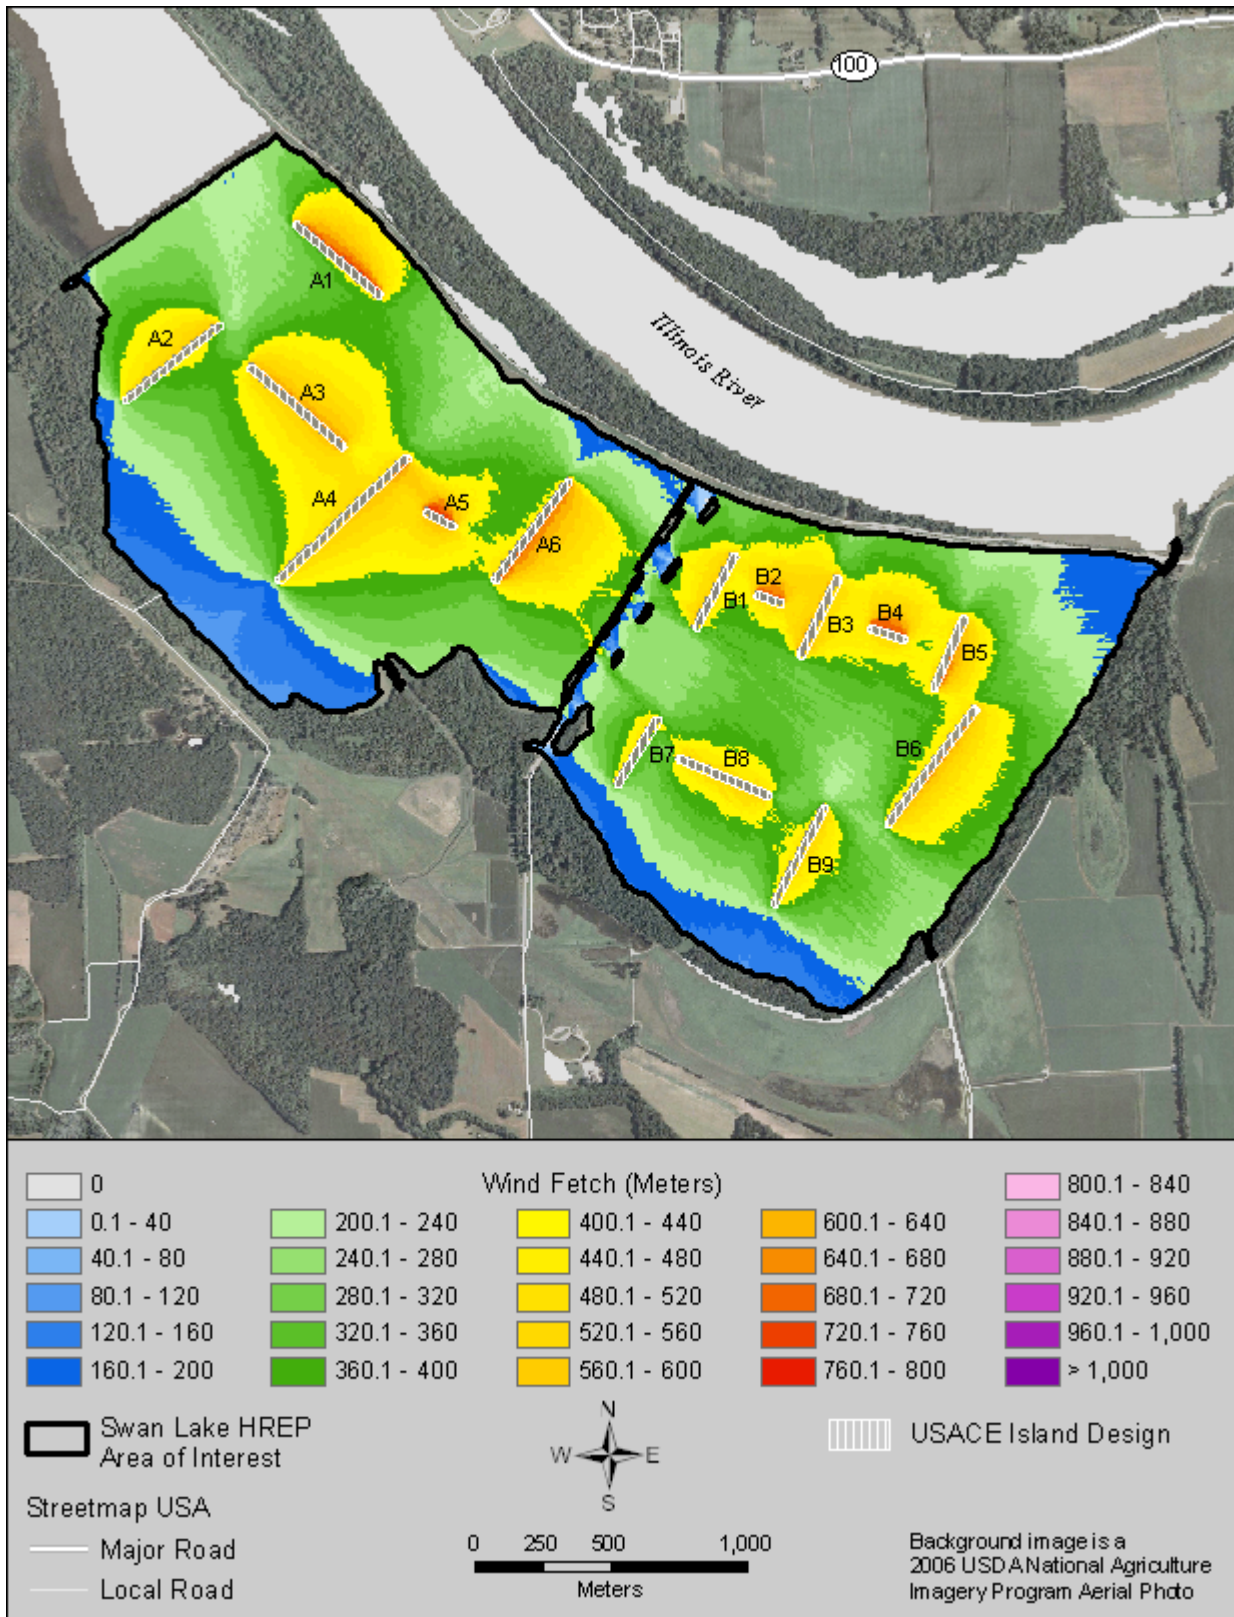 100
Illinois River
A1
A2
A3
A4
A5
A6
B1
B2
B3
B4
B5
B6
B7
B8
B9
Wind Fetch (Meters)
0
0.1 - 40
40.1 - 80
80.1 - 120
120.1 - 160
160.1 - 200
200.1 - 240
240.1 - 280
280.1 - 320
320.1 - 360
360.1 - 400
400.1 - 440
440.1 - 480
480.1 - 520
520.1 - 560
560.1 - 600
600.1 - 640
640.1 - 680
680.1 - 720
720.1 - 760
760.1 - 800
800.1 - 840
840.1 - 880
880.1 - 920
920.1 - 960
960.1 - 1,000
> 1,000
Swan Lake HREP
Area of Interest
N
W E
S
USACE Island Design
Streetmap USA
Major Road
Local Road
0 250 500 1,000
Meters
Background image is a
2006 USDA National Agriculture
Imagery Program Aerial Photo